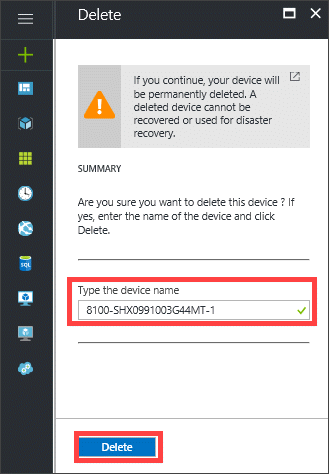 Delete
If you continue, your device will
be permanently deleted. A
deleted device cannot be
recovered or used for disaster
recovery.
SUMMARY
Are you sure you want to delete this device ? If
yes, enter the name of the device and click
Delete.
Type the device name
8100-SHX0991003G44MT-1
SQL
Delete